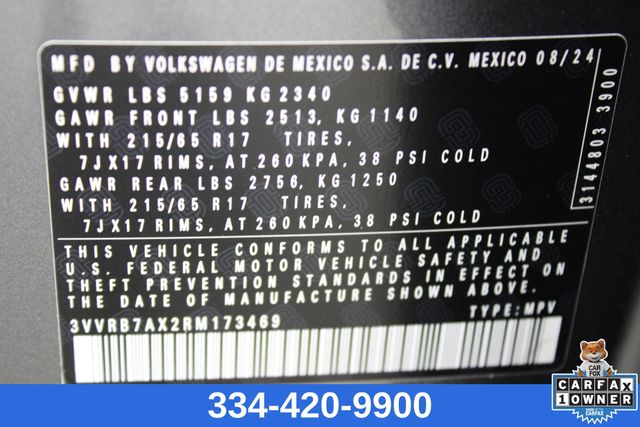 MFD BY VOLKSWAGEN DE MEXICO S.A. DE C.V. MEXICO 08/24
GVWR LBS 5159 KG 2340
GAWR FRONT LBS 2513, KG 1140
WITH 215/65 R17 TIRES,
7JX17 RIMS, AT 260 KPA, 38 PSI COLD
GAWR REAR LBS 2756, KG 1250
WITH 215/65 R17 TIRES,
7JX17 RIMS, AT 260 KPA, 38 PSI COLD
THIS VEHICLE CONFORMS TO ALL APPLICABLE
U.S. FEDERAL MOTOR VEHICLE SAFETY AND
THEFT PREVENTION STANDARDS IN EFFECT ON
THE DATE OF MANUFACTURE SHOWN ABOVE.
3VVRB7AX2RM173469 TYPE: MPV
3144803 3900
334-420-9900
CAR FOX
CARFAX
1 OWNER